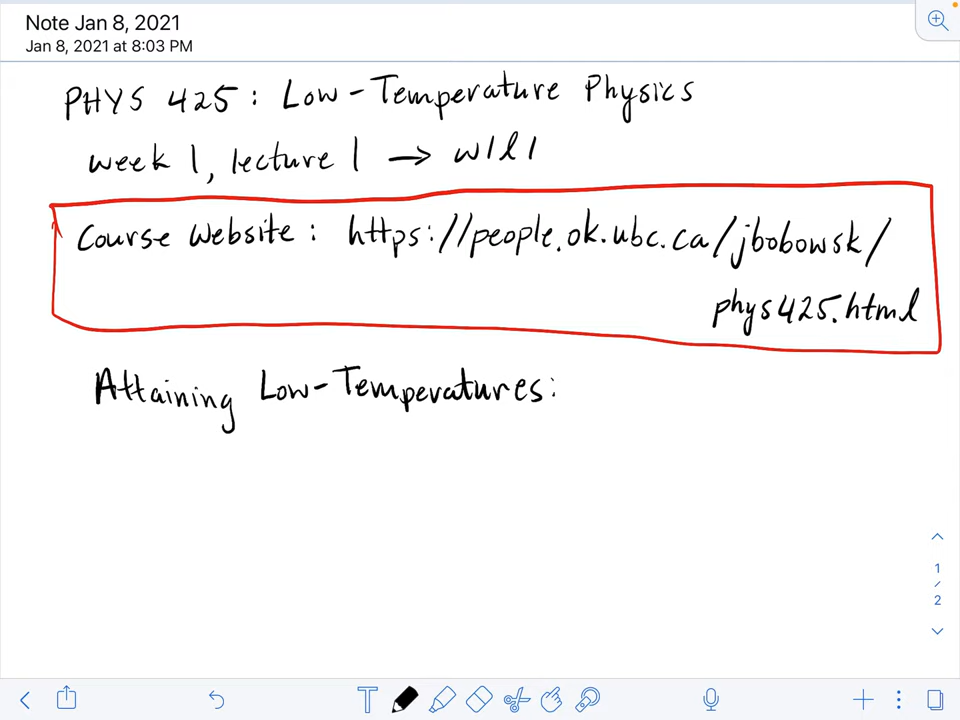 Note Jan 8, 2021
Jan 8, 2021 at 8:03 PM
PHYS 425: Low-Temperature Physics
week 1, lecture 1 → w1l1
Course Website: https://people.ok.ubc.ca/jbobowsk/
phys425.html
Attaining Low-Temperatures:
1
/
2
T